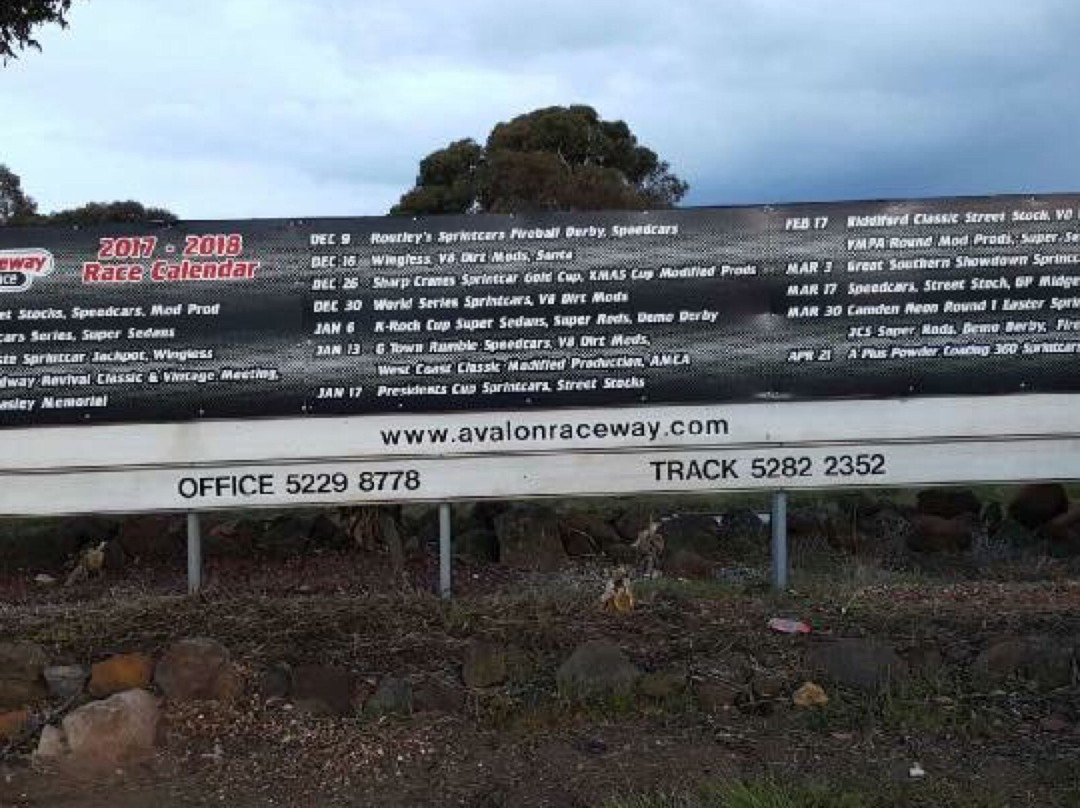 eway
CE
2017 - 2018
Race Calendar
et Stocks, Speedcars, Mod Prod
cars Series, Super Sedans
Sprintcar Jackpot, Wingless
dway Revival Classic & Vintage Meeting,
asley Memorial
DEC 9 Routley's Sprintcars Fireball Derby, Speedcars
DEC 16 Wingless, V8 Dirt Mods, Santa
DEC 26 Sharp Cranes Sprintcar Gold Cup, XMAS Cup Modified Prods
DEC 30 World Series Sprintcars, V8 Dirt Mods
JAN 6 K-Roch Cup Super Sedans, Super Rods, Demo Derby
JAN 13 G Town Rumble Speedcars, V8 Dirt Mods,
West Coast Classic Modified Production, AMCA
JAN 17 Presidents Cup Sprintcars, Street Stocks
FEB 17 Riddiford Classic Street Stock, V8
VMPA Round Mod Prods, Super Se
MAR 3 Great Southern Showdown Sprintc
MAR 17 Speedcars, Street Stock, GP Midge
MAR 30 Camden Neon Round 1 Easter Sprin
JC5 Super Rods, Demo Derby, Fire
APR 21 A Plus Powder Coating 360 Sprintcars
www.avalonraceway.com
OFFICE 5229 8778
TRACK 5282 2352